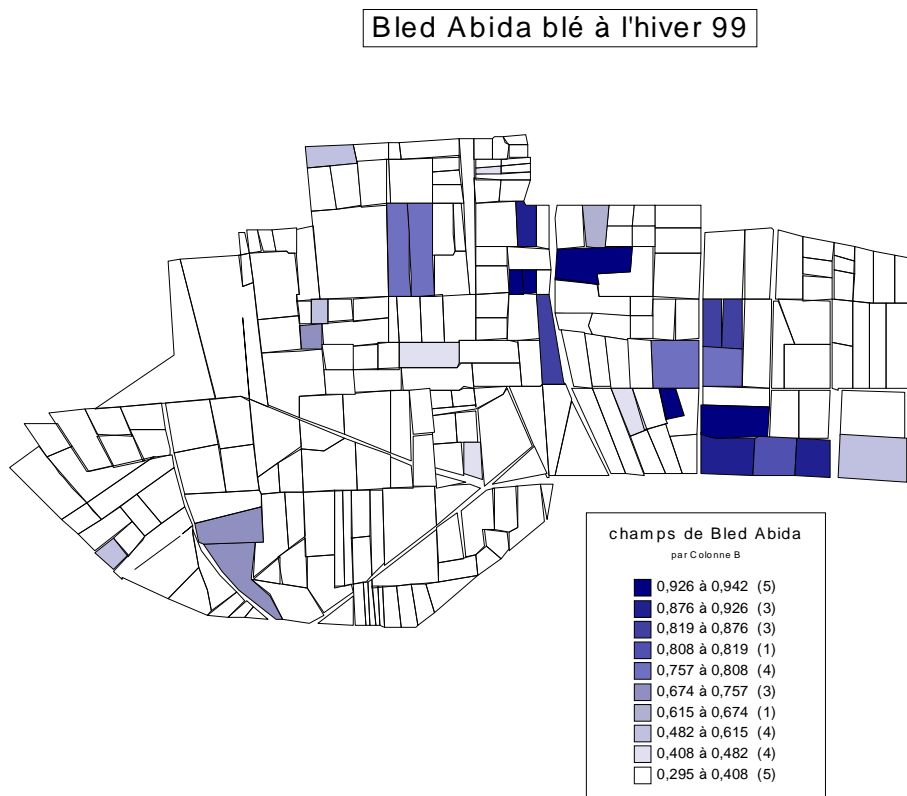 Bled Abida blé à l'hiver 99
champs de Bled Abida
par Colonne B
0,926 à 0,942 (5)
0,876 à 0,926 (3)
0,819 à 0,876 (3)
0,808 à 0,819 (1)
0,757 à 0,808 (4)
0,674 à 0,757 (3)
0,615 à 0,674 (1)
0,482 à 0,615 (4)
0,408 à 0,482 (4)
0,295 à 0,408 (5)